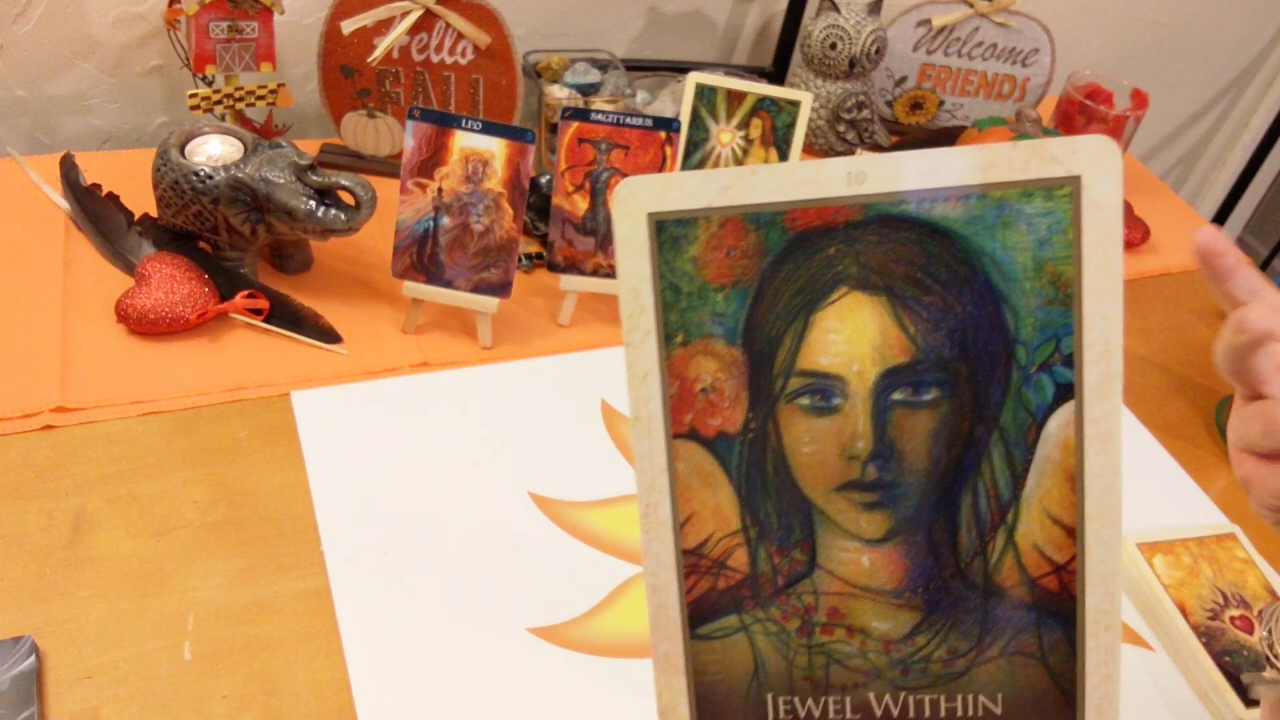 Hello
FALL
Welcome
FRIENDS
LEO
SAGITTARIUS
10
JEWEL WITHIN